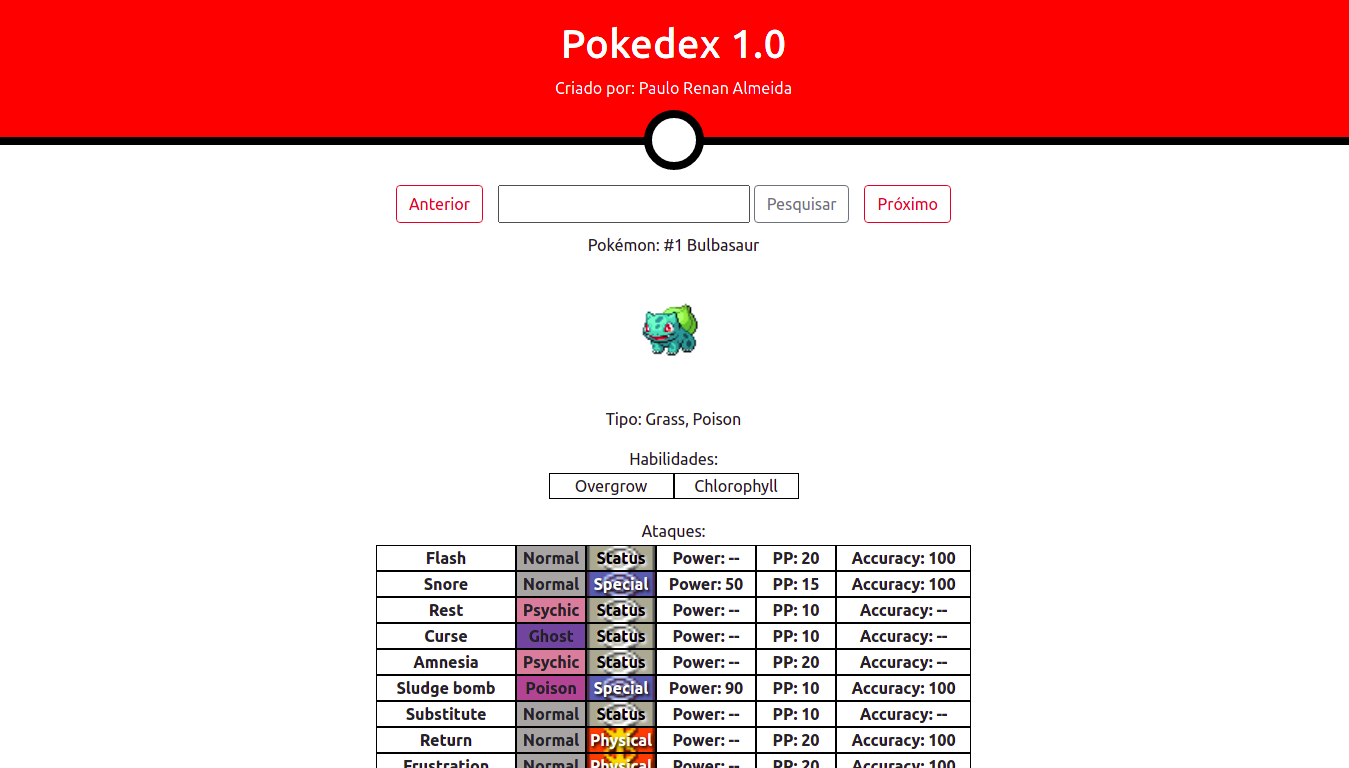 Pokedex 1.0
Criado por: Paulo Renan Almeida
Anterior Pesquisar Próximo
Pokémon: #1 Bulbasaur
Tipo: Grass, Poison
Habilidades:
Overgrow Chlorophyll
Ataques:
Flash Normal Status Power: -- PP: 20 Accuracy: 100
Snore Normal Special Power: 50 PP: 15 Accuracy: 100
Rest Psychic Status Power: -- PP: 10 Accuracy: --
Curse Ghost Status Power: -- PP: 10 Accuracy: --
Amnesia Psychic Status Power: -- PP: 20 Accuracy: --
Sludge bomb Poison Special Power: 90 PP: 10 Accuracy: 100
Substitute Normal Status Power: -- PP: 10 Accuracy: --
Return Normal Physical Power: -- PP: 20 Accuracy: 100
Frustration Normal Physical Power: -- PP: 20 Accuracy: 100